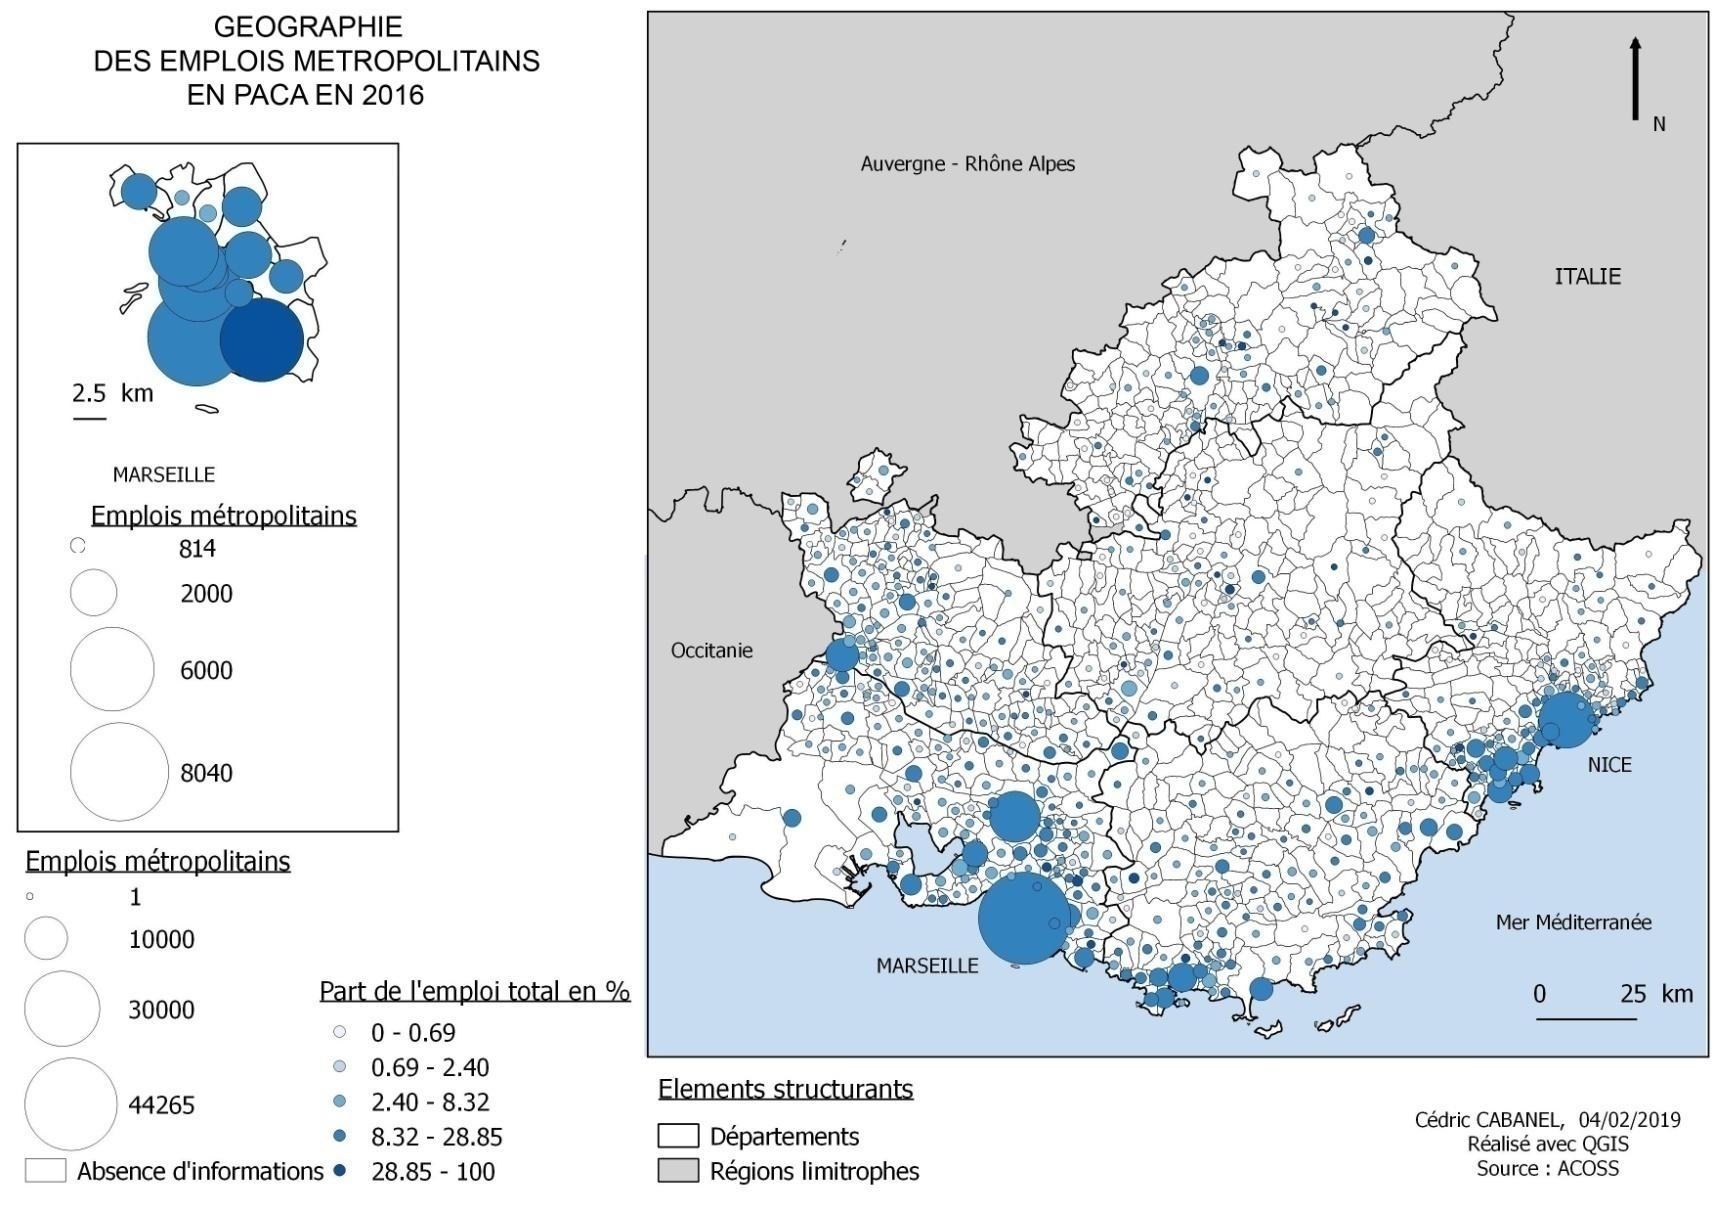 GEOGRAPHIE
DES EMPLOIS METROPOLITAINS
EN PACA EN 2016
2.5 km
MARSEILLE
Emplois métropolitains
814
2000
6000
8040
Emplois métropolitains
1
10000
30000
44265
Absence d'informations
Part de l'emploi total en %
0 - 0.69
0.69 - 2.40
2.40 - 8.32
8.32 - 28.85
28.85 - 100
Auvergne - Rhône Alpes
N
ITALIE
Occitanie
NICE
Mer Méditerranée
MARSEILLE
0 25 km
Elements structurants
Départements
Régions limitrophes
Cédric CABANEL, 04/02/2019
Réalisé avec QGIS
Source : ACOSS